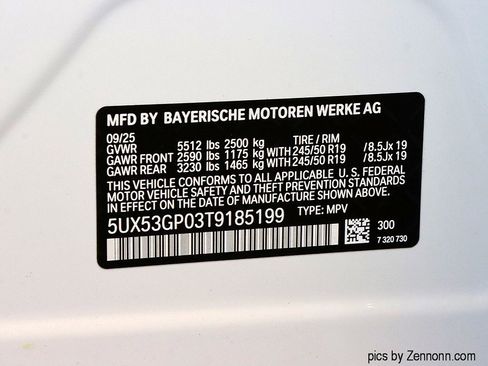 MFD BY BAYERISCHE MOTOREN WERKE AG
09/25
GVWR 5512 lbs 2500 kg TIRE / RIM
GAWR FRONT 2590 lbs 1175 kg WITH 245/50 R19 / 8.5Jx 19
GAWR REAR 3230 lbs 1465 kg WITH 245/50 R19 / 8.5Jx 19
THIS VEHICLE CONFORMS TO ALL APPLICABLE U. S. FEDERAL
MOTOR VEHICLE SAFETY AND THEFT PREVENTION STANDARDS
IN EFFECT ON THE DATE OF MANUFACTURE SHOWN ABOVE.
5UX53GP03T9185199 TYPE: MPV
300
7 320 730
pics by Zennonn.com